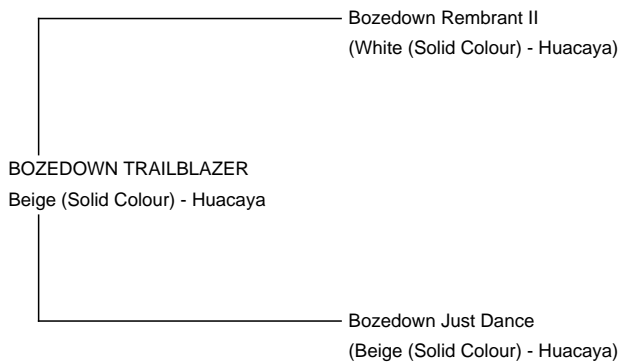 Bozedown Rembrant II
(White (Solid Colour) - Huacaya)
BOZEDOWN TRAILBLAZER
Beige (Solid Colour) - Huacaya
Bozedown Just Dance
(Beige (Solid Colour) - Huacaya)